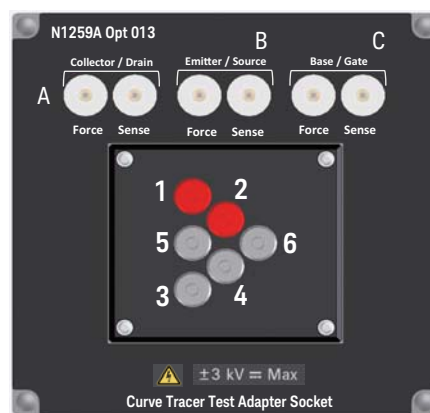 N1259A Opt 013
B
C
Collector / Drain
Emitter / Source
Base / Gate
A
Force Sense
Force Sense
Force Sense
1
2
5
6
3
4
±3 kV ⎓ Max
Curve Tracer Test Adapter Socket